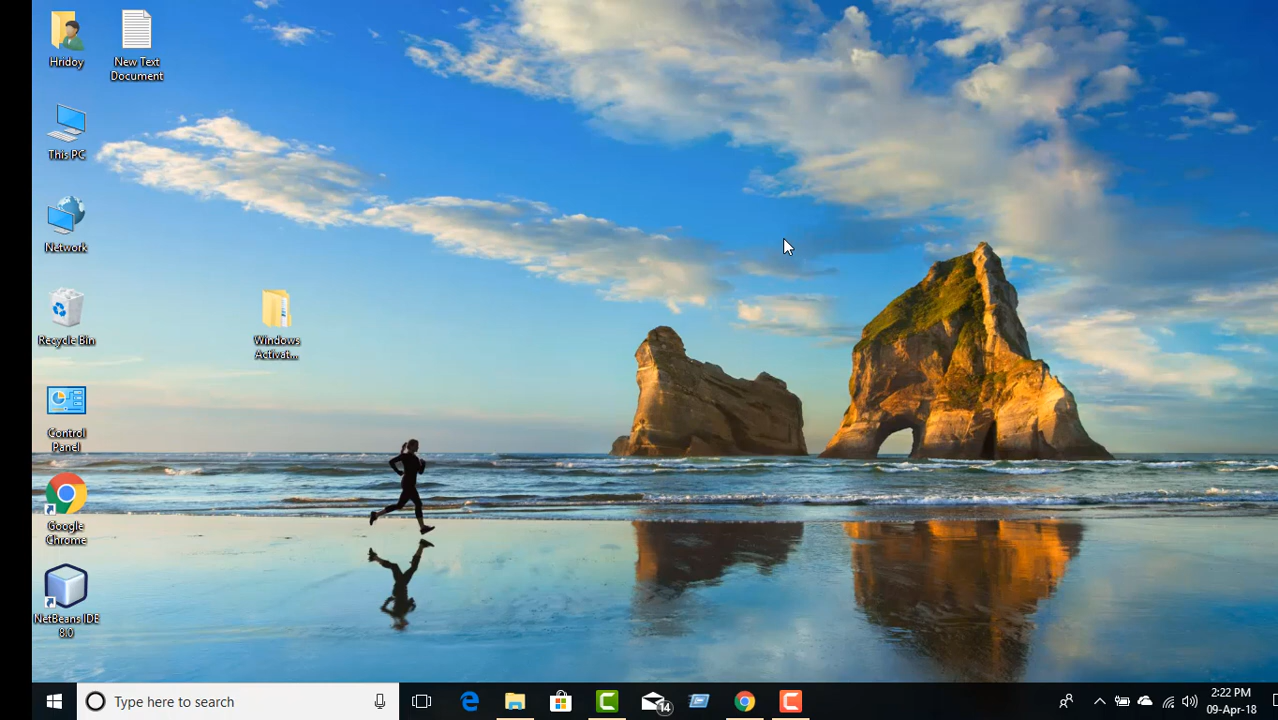 Hridoy
New Text
Document
This PC
Network
Recycle Bin
Windows
Activat...
Control
Panel
Google
Chrome
NetBeans IDE
8.0
Type here to search
14
2:22 PM
09-Apr-18